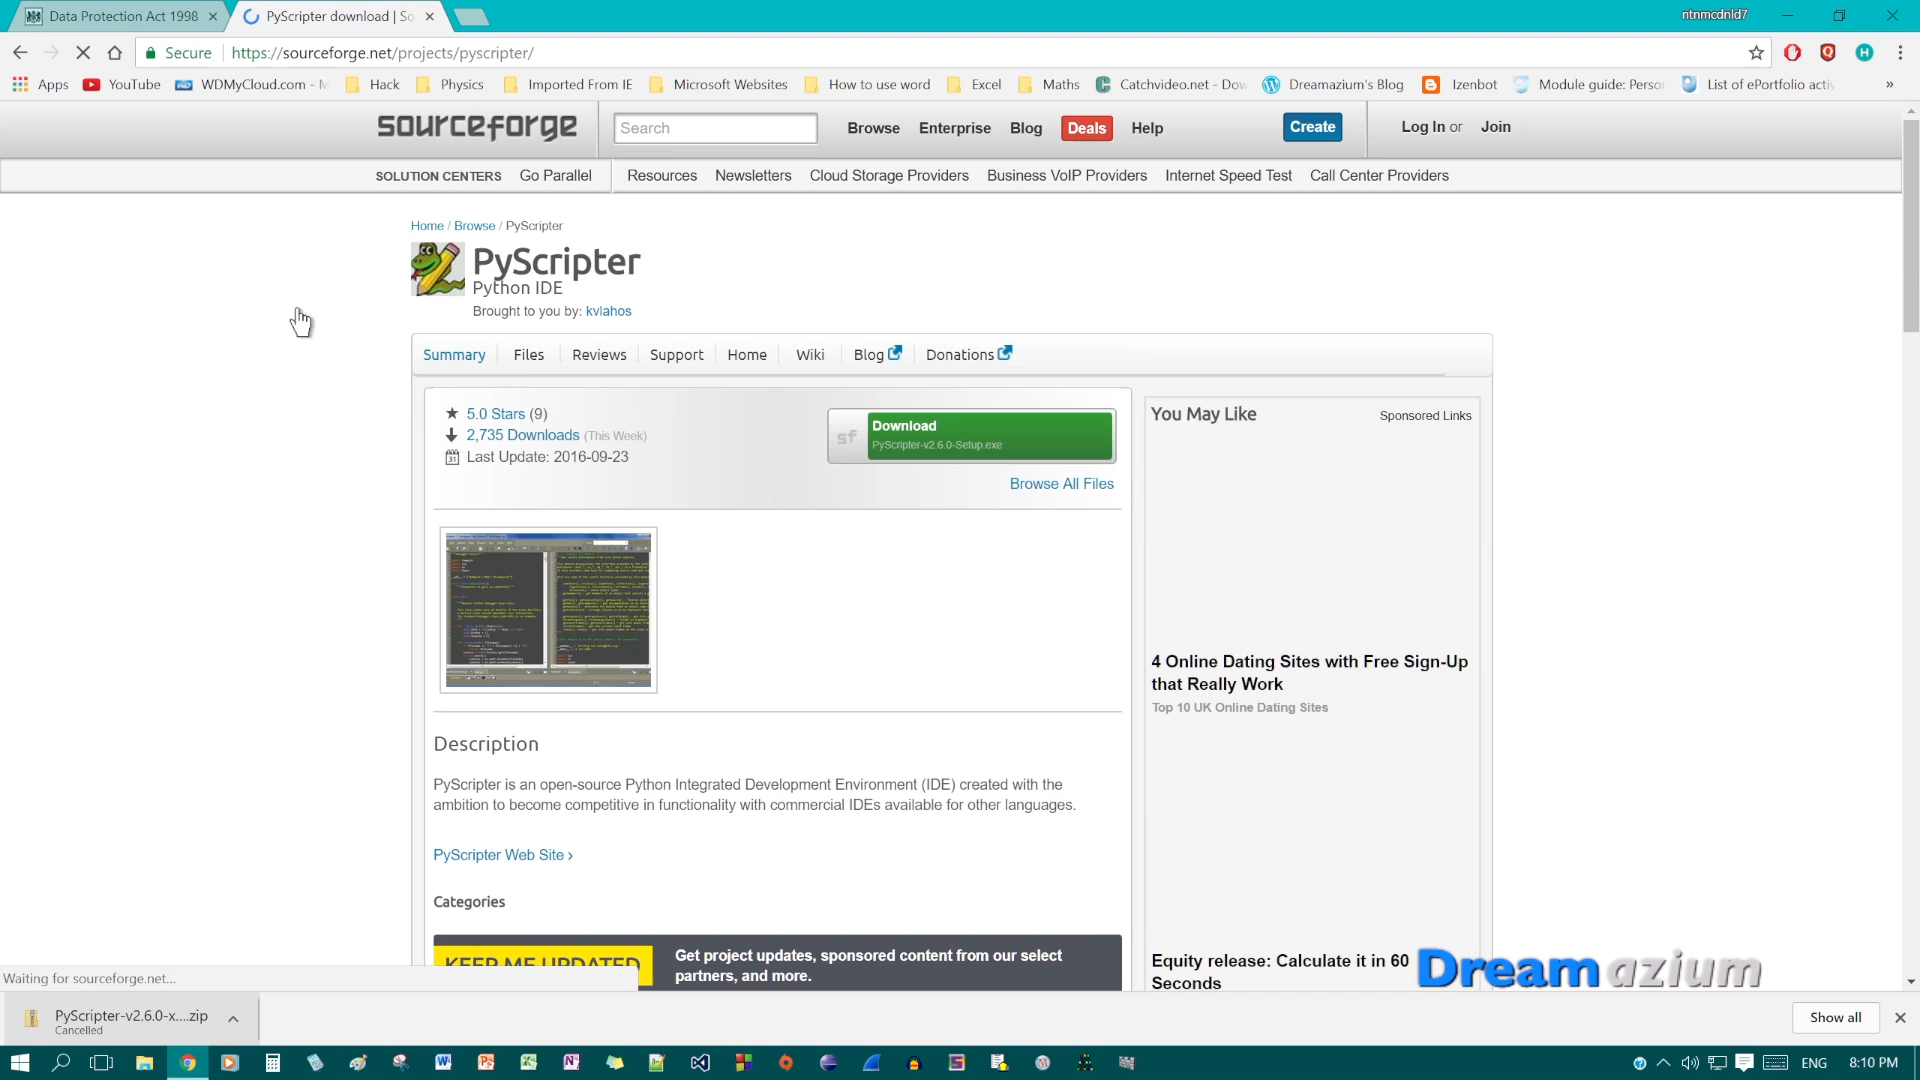 Data Protection Act 1998
PyScripter download | So
ntnmcdnld7
Secure
https://sourceforge.net/projects/pyscripter/
Apps
YouTube
WDMyCloud.com - M
Hack
Physics
Imported From IE
Microsoft Websites
How to use word
Excel
Maths
Catchvideo.net - Dow
Dreamazium's Blog
Izenbot
Module guide: Person
List of ePortfolio activ
»
sourceforge
Search
Browse
Enterprise
Blog
Deals
Help
Create
Log In or
Join
SOLUTION CENTERS
Go Parallel
Resources
Newsletters
Cloud Storage Providers
Business VoIP Providers
Internet Speed Test
Call Center Providers
Home / Browse / PyScripter
PyScripter
Python IDE
Brought to you by: kvlahos
Summary
Files
Reviews
Support
Home
Wiki
Blog
Donations
5.0 Stars (9)
2,735 Downloads (This Week)
Last Update: 2016-09-23
sf
Download
PyScripter-v2.6.0-Setup.exe
Browse All Files
You May Like
Sponsored Links
4 Online Dating Sites with Free Sign-Up
that Really Work
Top 10 UK Online Dating Sites
Description
PyScripter is an open-source Python Integrated Development Environment (IDE) created with the
ambition to become competitive in functionality with commercial IDEs available for other languages.
PyScripter Web Site ›
Categories
KEEP ME UPDATED
Get project updates, sponsored content from our select
partners, and more.
Equity release: Calculate it in 60
Seconds
Dreamazium
Waiting for sourceforge.net...
PyScripter-v2.6.0-x....zip
Cancelled
Show all
ENG
8:10 PM